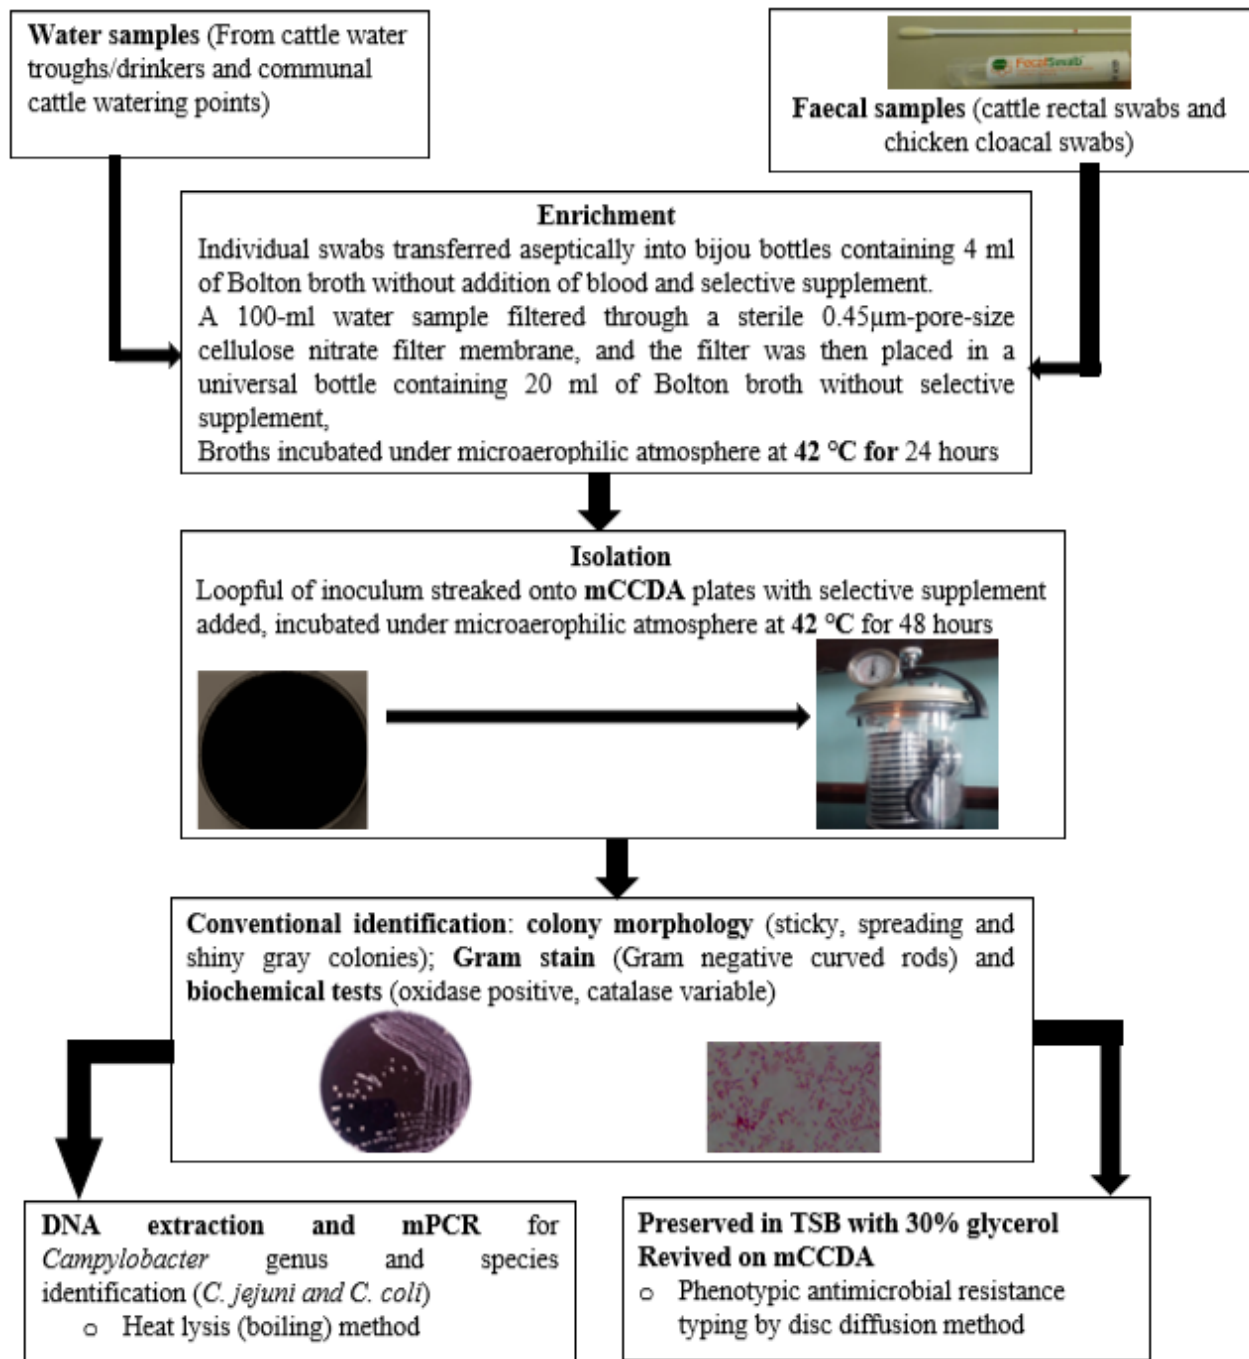 Water samples (From cattle water
troughs/drinkers and communal
cattle watering points)
FecalSwab
Faecal samples (cattle rectal swabs and
chicken cloacal swabs)
Enrichment
Individual swabs transferred aseptically into bijou bottles containing 4 ml
of Bolton broth without addition of blood and selective supplement.
A 100-ml water sample filtered through a sterile 0.45µm-pore-size
cellulose nitrate filter membrane, and the filter was then placed in a
universal bottle containing 20 ml of Bolton broth without selective
supplement,
Broths incubated under microaerophilic atmosphere at 42 °C for 24 hours
Isolation
Loopful of inoculum streaked onto mCCDA plates with selective supplement
added, incubated under microaerophilic atmosphere at 42 °C for 48 hours
Conventional identification: colony morphology (sticky, spreading and
shiny gray colonies); Gram stain (Gram negative curved rods) and
biochemical tests (oxidase positive, catalase variable)
DNA extraction and mPCR for
Campylobacter genus and species
identification (C. jejuni and C. coli)
o Heat lysis (boiling) method
Preserved in TSB with 30% glycerol
Revived on mCCDA
o Phenotypic antimicrobial resistance
typing by disc diffusion method